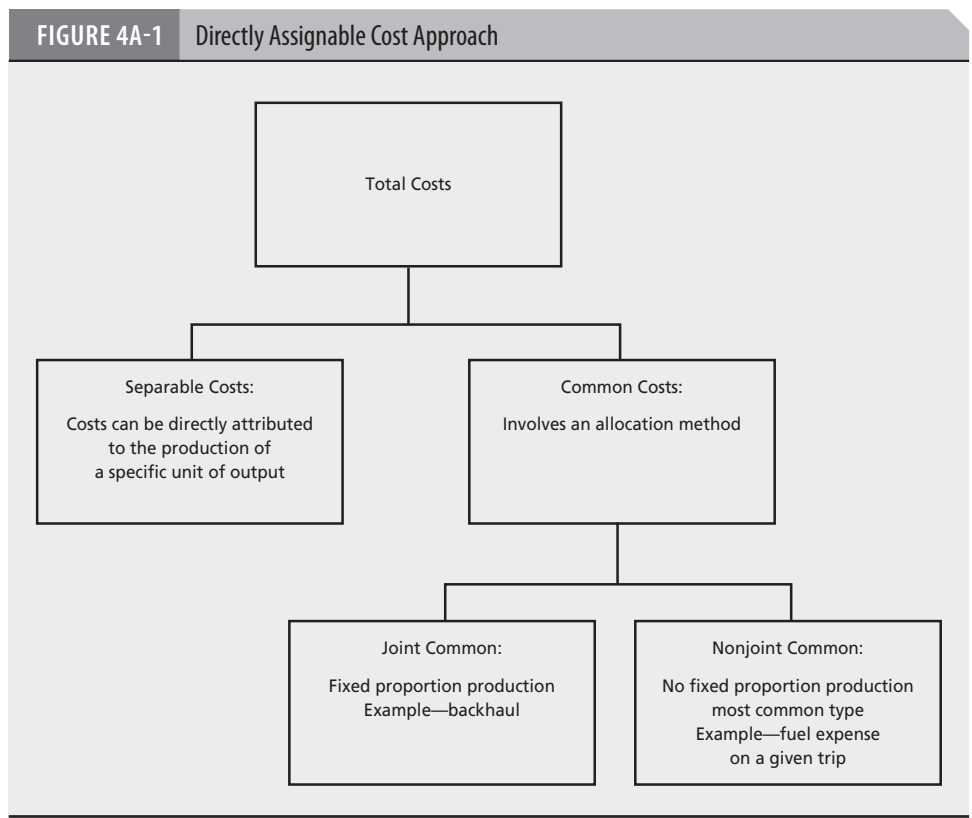 FIGURE 4A-1 Directly Assignable Cost Approach
Total Costs
Separable Costs:
Costs can be directly attributed
to the production of
a specific unit of output
Common Costs:
Involves an allocation method
Joint Common:
Fixed proportion production
Example—backhaul
Nonjoint Common:
No fixed proportion production
most common type
Example—fuel expense
on a given trip